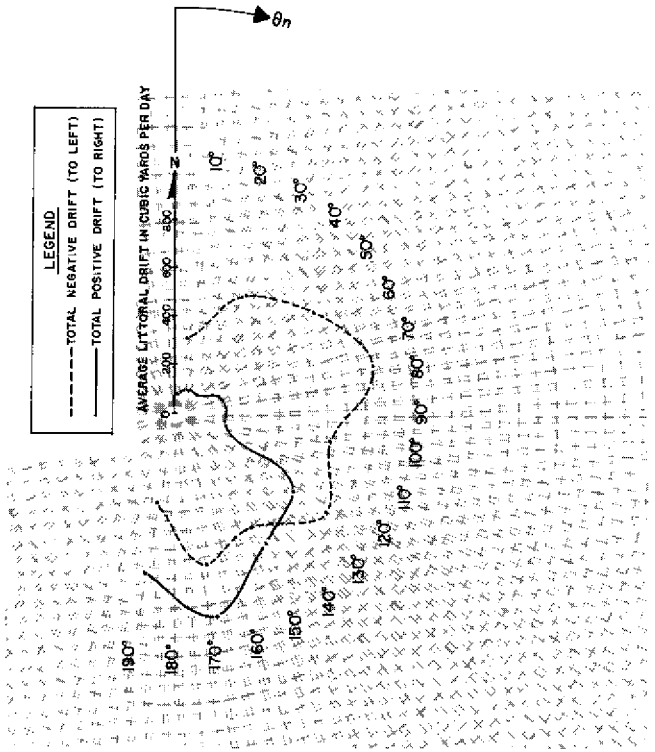 LEGEND
TOTAL NEGATIVE DRIFT (TO LEFT)
TOTAL POSITIVE DRIFT (TO RIGHT)
AVERAGE LITTORAL DRIFT IN CUBIC YARDS PER DAY
0 200 400 600 800
N
θn
10°
20°
30°
40°
50°
60°
70°
80°
90°
100°
110°
120°
130°
140°
150°
160°
170°
180°
190°